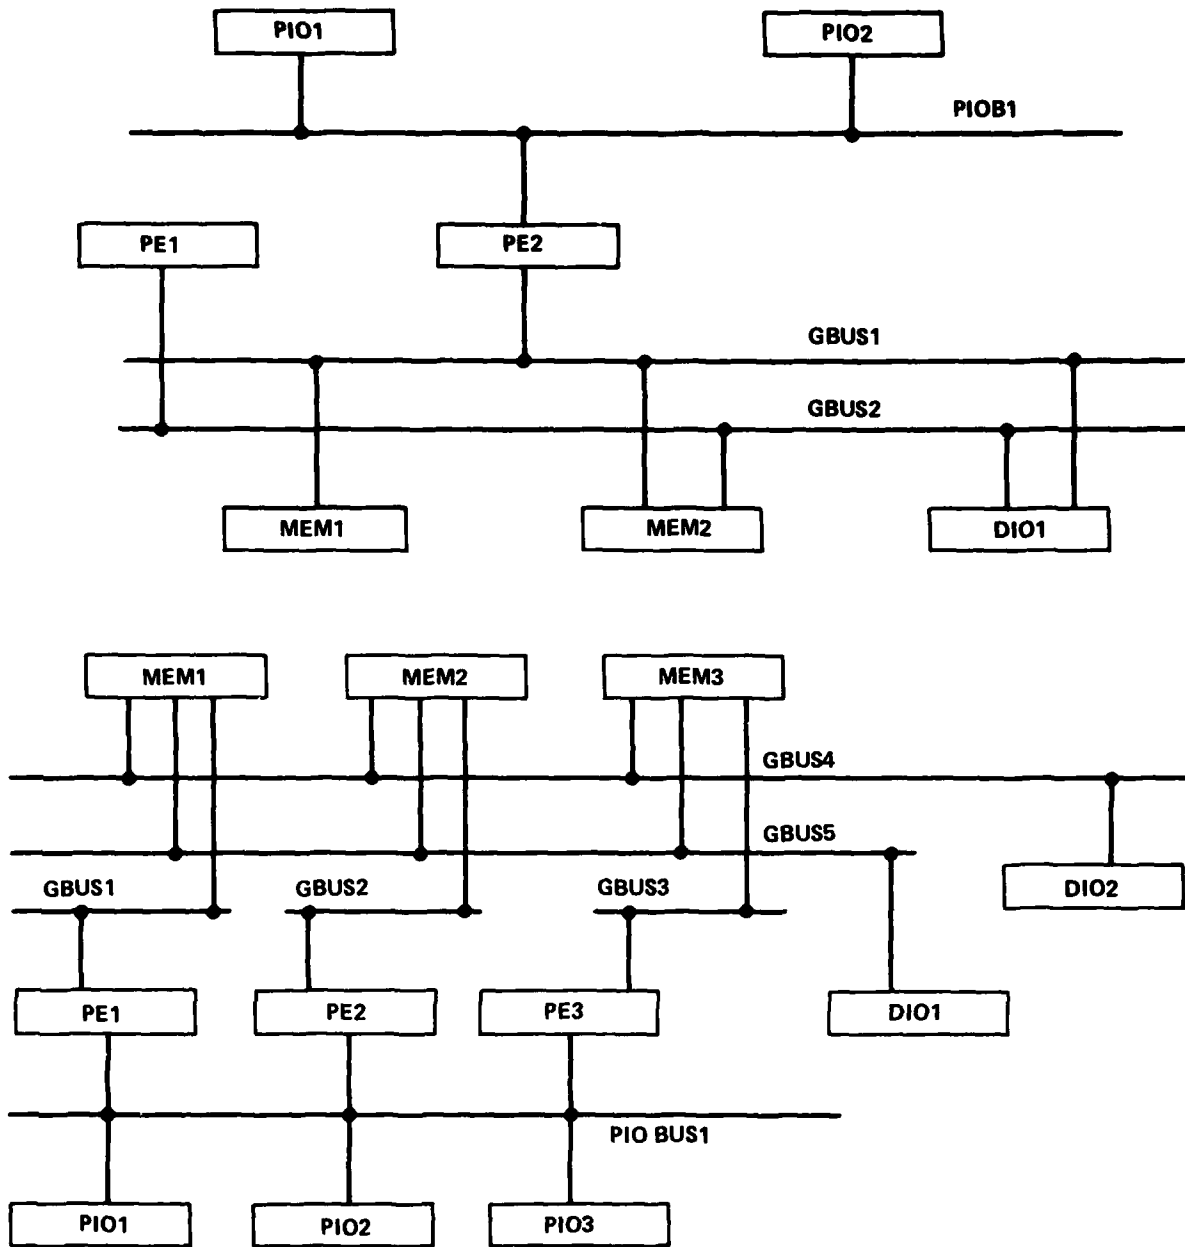 PIO1
PIO2
PIOB1
PE1
PE2
GBUS1
GBUS2
MEM1
MEM2
DIO1
MEM1
MEM2
MEM3
GBUS4
GBUS5
GBUS1
GBUS2
GBUS3
DIO2
PE1
PE2
PE3
DIO1
PIO BUS1
PIO1
PIO2
PIO3